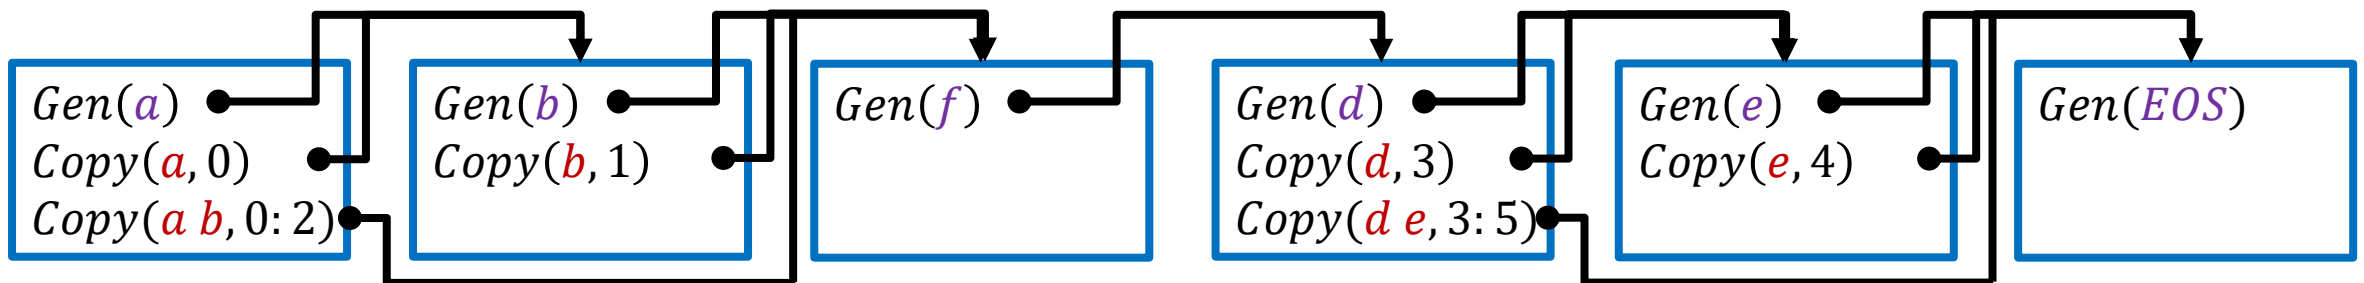 Gen(a)
Copy(a, 0)
Copy(a b, 0: 2)
Gen(b)
Copy(b, 1)
Gen(f)
Gen(d)
Copy(d, 3)
Copy(d e, 3: 5)
Gen(e)
Copy(e, 4)
Gen(EOS)